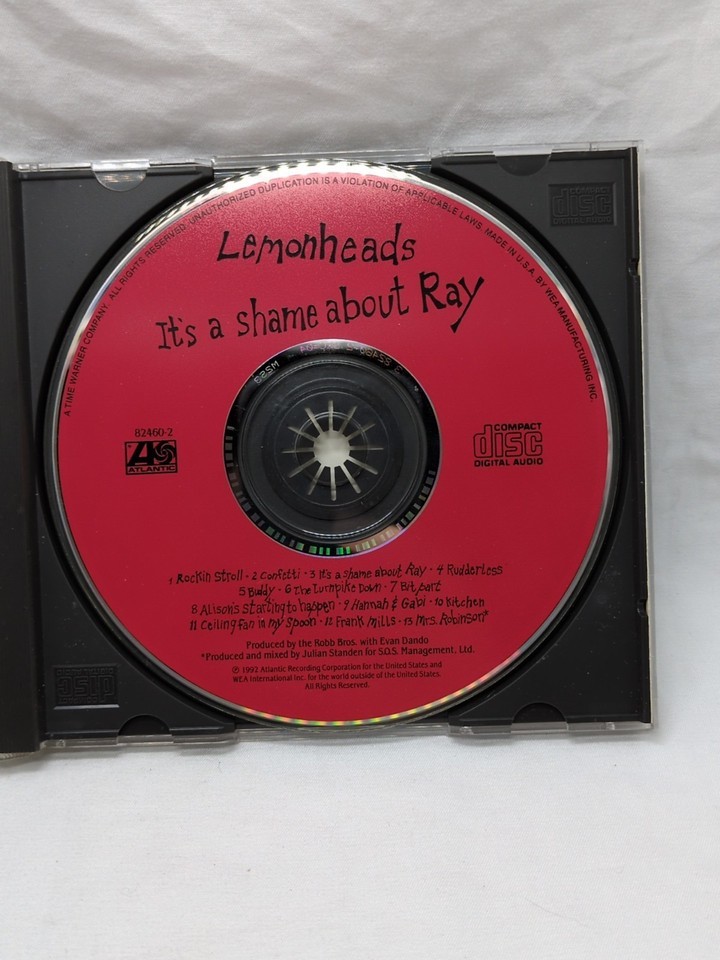 A TIME WARNER COMPANY. ALL RIGHTS RESERVED. UNAUTHORIZED DUPLICATION IS A VIOLATION OF APPLICABLE LAWS. MADE IN U.S.A. BY WEA MANUFACTURING INC.
Lemonheads
It's a shame about Ray
82460-2
ATLANTIC
COMPACT
disc
DIGITAL AUDIO
1 Rockin Stroll · 2 Confetti · 3 It's a shame about Ray · 4 Rudderless
5 Buddy · 6 The Turnpike Down · 7 Bit part
8 Alison's starting to happen · 9 Hannah & Gabi · 10 Kitchen
11 Ceiling fan in my Spoon · 12 Frank Mills · 13 Mrs. Robinson*
Produced by the Robb Bros. with Evan Dando
*Produced and mixed by Julian Standen for S.O.S. Management, Ltd.
℗ 1992 Atlantic Recording Corporation for the United States and
WEA International Inc. for the world outside of the United States.
All Rights Reserved.
disc
disc